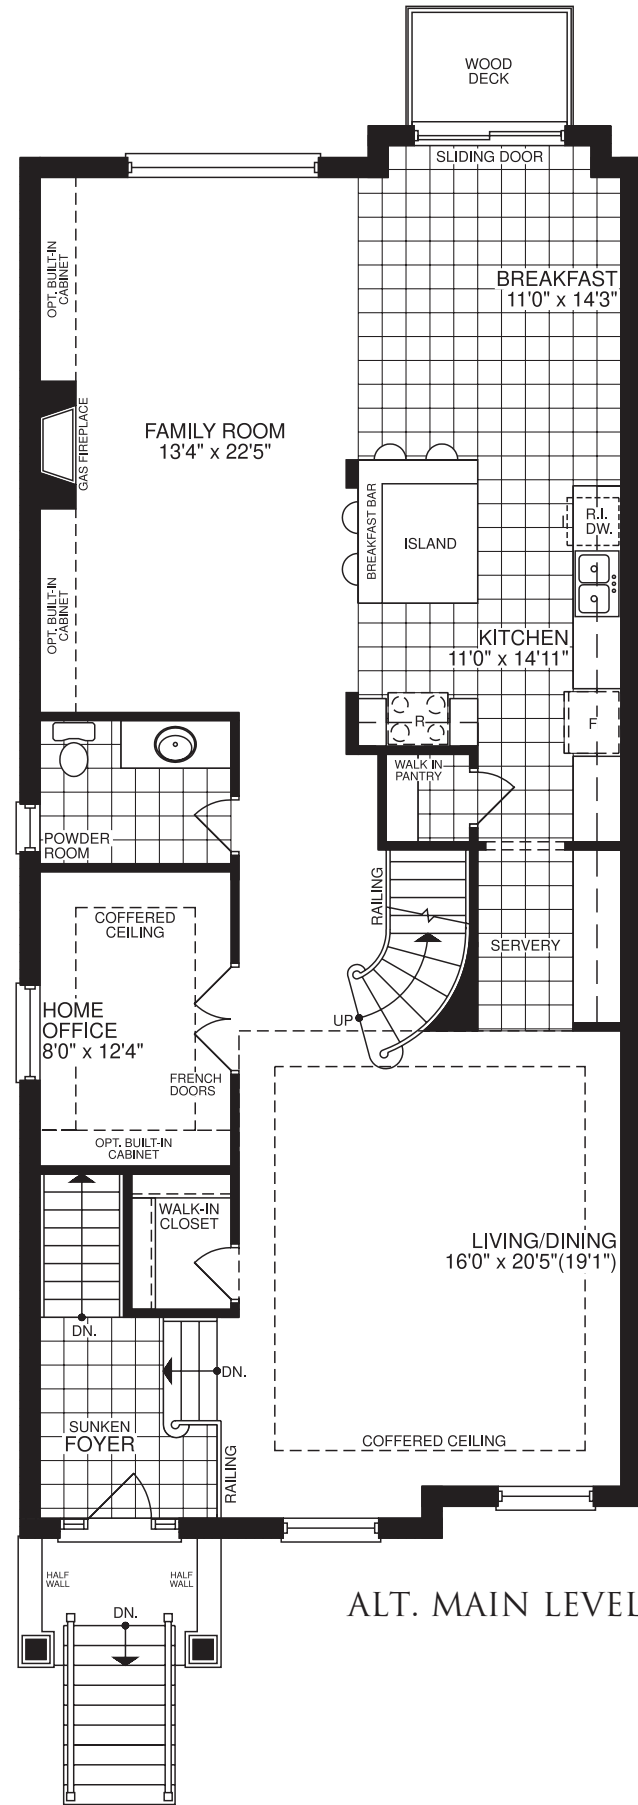 WOOD
DECK
SLIDING DOOR
OPT. BUILT-IN
CABINET
BREAKFAST
11'0" x 14'3"
GAS FIREPLACE
FAMILY ROOM
13'4" x 22'5"
BREAKFAST BAR
ISLAND
R.I.
DW.
OPT. BUILT-IN
CABINET
KITCHEN
11'0" x 14'11"
R
F
WALK IN
PANTRY
POWDER
ROOM
RAILING
SERVERY
COFFERED
CEILING
HOME
OFFICE
8'0" x 12'4"
UP
FRENCH
DOORS
OPT. BUILT-IN
CABINET
WALK-IN
CLOSET
LIVING/DINING
16'0" x 20'5"(19'1")
DN.
DN.
SUNKEN
FOYER
RAILING
COFFERED CEILING
HALF
WALL
HALF
WALL
DN.
ALT. MAIN LEVEL